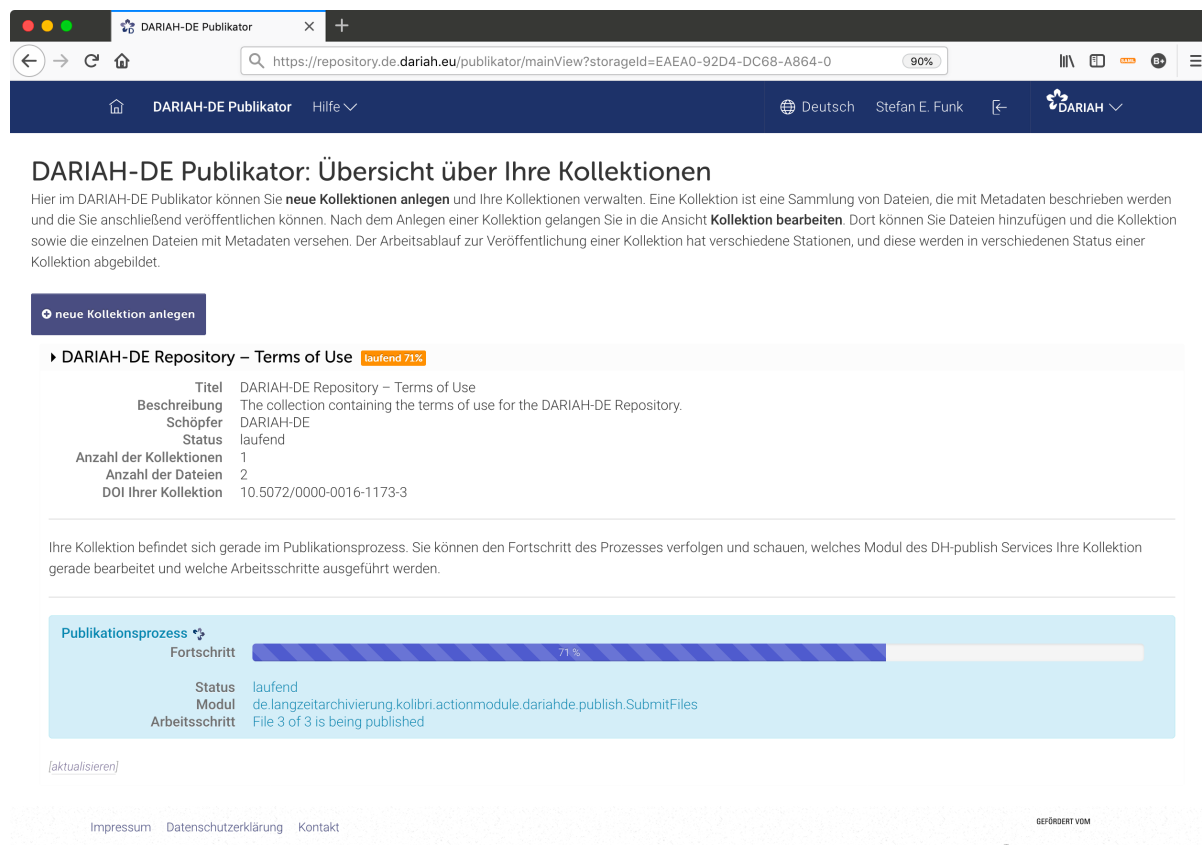 DARIAH-DE Publikator
https://repository.de.dariah.eu/publikator/mainView?storageId=EAEA0-92D4-DC68-A864-0 90%
DARIAH-DE Publikator Hilfe Deutsch Stefan E. Funk DARIAH
DARIAH-DE Publikator: Übersicht über Ihre Kollektionen
Hier im DARIAH-DE Publikator können Sie neue Kollektionen anlegen und Ihre Kollektionen verwalten. Eine Kollektion ist eine Sammlung von Dateien, die mit Metadaten beschrieben werden
und die Sie anschließend veröffentlichen können. Nach dem Anlegen einer Kollektion gelangen Sie in die Ansicht Kollektion bearbeiten. Dort können Sie Dateien hinzufügen und die Kollektion
sowie die einzelnen Dateien mit Metadaten versehen. Der Arbeitsablauf zur Veröffentlichung einer Kollektion hat verschiedene Stationen, und diese werden in verschiedenen Status einer
Kollektion abgebildet.
neue Kollektion anlegen
DARIAH-DE Repository – Terms of Use laufend 71%
Titel DARIAH-DE Repository – Terms of Use
Beschreibung The collection containing the terms of use for the DARIAH-DE Repository.
Schöpfer DARIAH-DE
Status laufend
Anzahl der Kollektionen 1
Anzahl der Dateien 2
DOI Ihrer Kollektion 10.5072/0000-0016-1173-3
Ihre Kollektion befindet sich gerade im Publikationsprozess. Sie können den Fortschritt des Prozesses verfolgen und schauen, welches Modul des DH-publish Services Ihre Kollektion
gerade bearbeitet und welche Arbeitsschritte ausgeführt werden.
Publikationsprozess
Fortschritt 71%
Status laufend
Modul de.langzeitarchivierung.kolibri.actionmodule.dariahde.publish.SubmitFiles
Arbeitsschritt File 3 of 3 is being published
[aktualisieren]
Impressum Datenschutzerklärung Kontakt GEFÖRDERT VOM